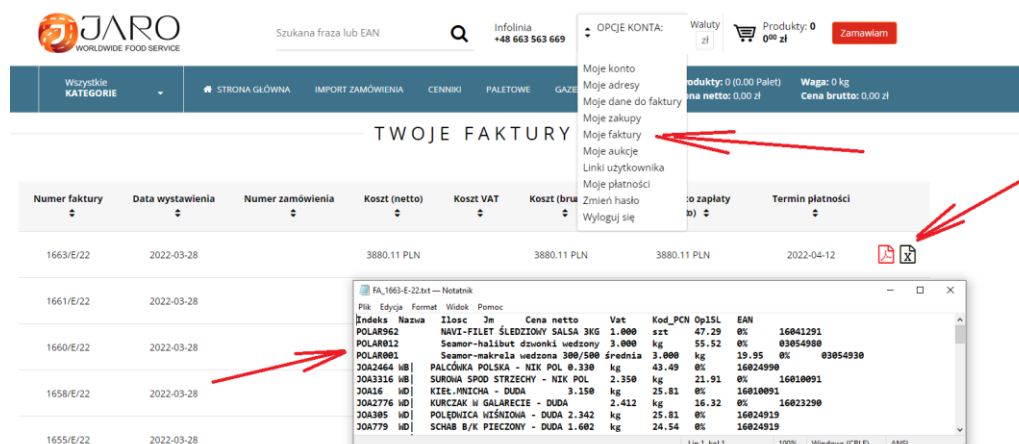 JARO
WORLDWIDE FOOD SERVICE
Szukana fraza lub EAN
Infolinia
+48 663 563 669
OPCJE KONTA:
Waluty
zł
Produkty: 0
0⁰⁰ zł
Zamawiam
Moje konto
Moje adresy
Moje dane do faktury
Moje zakupy
Moje faktury
Moje aukcje
Linki użytkownika
Moje płatności
Zmień hasło
Wyloguj się
Wszystkie
KATEGORIE
STRONA GŁÓWNA IMPORT ZAMÓWIENIA CENNIKI PALETOWE
0 (0.00 Palet) Waga: 0 kg
netto: 0,00 zł Cena brutto: 0,00 zł
TWOJE FAKTURY
Numer faktury Data wystawienia Numer zamówienia Koszt (netto) Koszt VAT Koszt zapłaty Termin płatności
1663/E/22 2022-03-28 3880.11 PLN 3880.11 PLN 3880.11 PLN 2022-04-12
1661/E/22 2022-03-28
1660/E/22 2022-03-28
1658/E/22 2022-03-28
1655/E/22 2022-03-28
FA_1663-E-22.txt — Notatnik
Plik Edycja Format Widok Pomoc
Indeks Nazwa Ilosc Jm Cena netto Vat Kod_PCN OplSL EAN
POLAR962 NAVI-FILET ŚLEDZIOWY SALSA 3KG 1.000 szt 47.29 0% 16041291
POLAR012 Seamor-halibut dzwonki wedzony 3.000 kg 55.52 0% 03054980
POLAR001 Seamor-makrela wedzona 300/500 średnia 3.000 kg 19.95 0% 03054930
JOA2464 WB| PALCÓWKA POLSKA - NIK POL 0.330 kg 43.49 0% 16024990
JOA3316 WB| SUROWA SPOD STRZECHY - NIK POL 2.350 kg 21.91 0% 16010091
JOA16 WD| KIEŁ.MNICHA - DUDA 3.150 kg 25.81 0% 16010091
JOA2776 WD| KURCZAK W GALARECIE - DUDA 2.412 kg 16.32 0% 16023290
JOA305 WD| POLĘDWICA WIŚNIOWA - DUDA 2.342 kg 25.81 0% 16024919
JOA779 WD| SCHAB B/K PIECZONY - DUDA 1.602 kg 24.54 0% 16024919
100% Windows (CRLF) ANSI